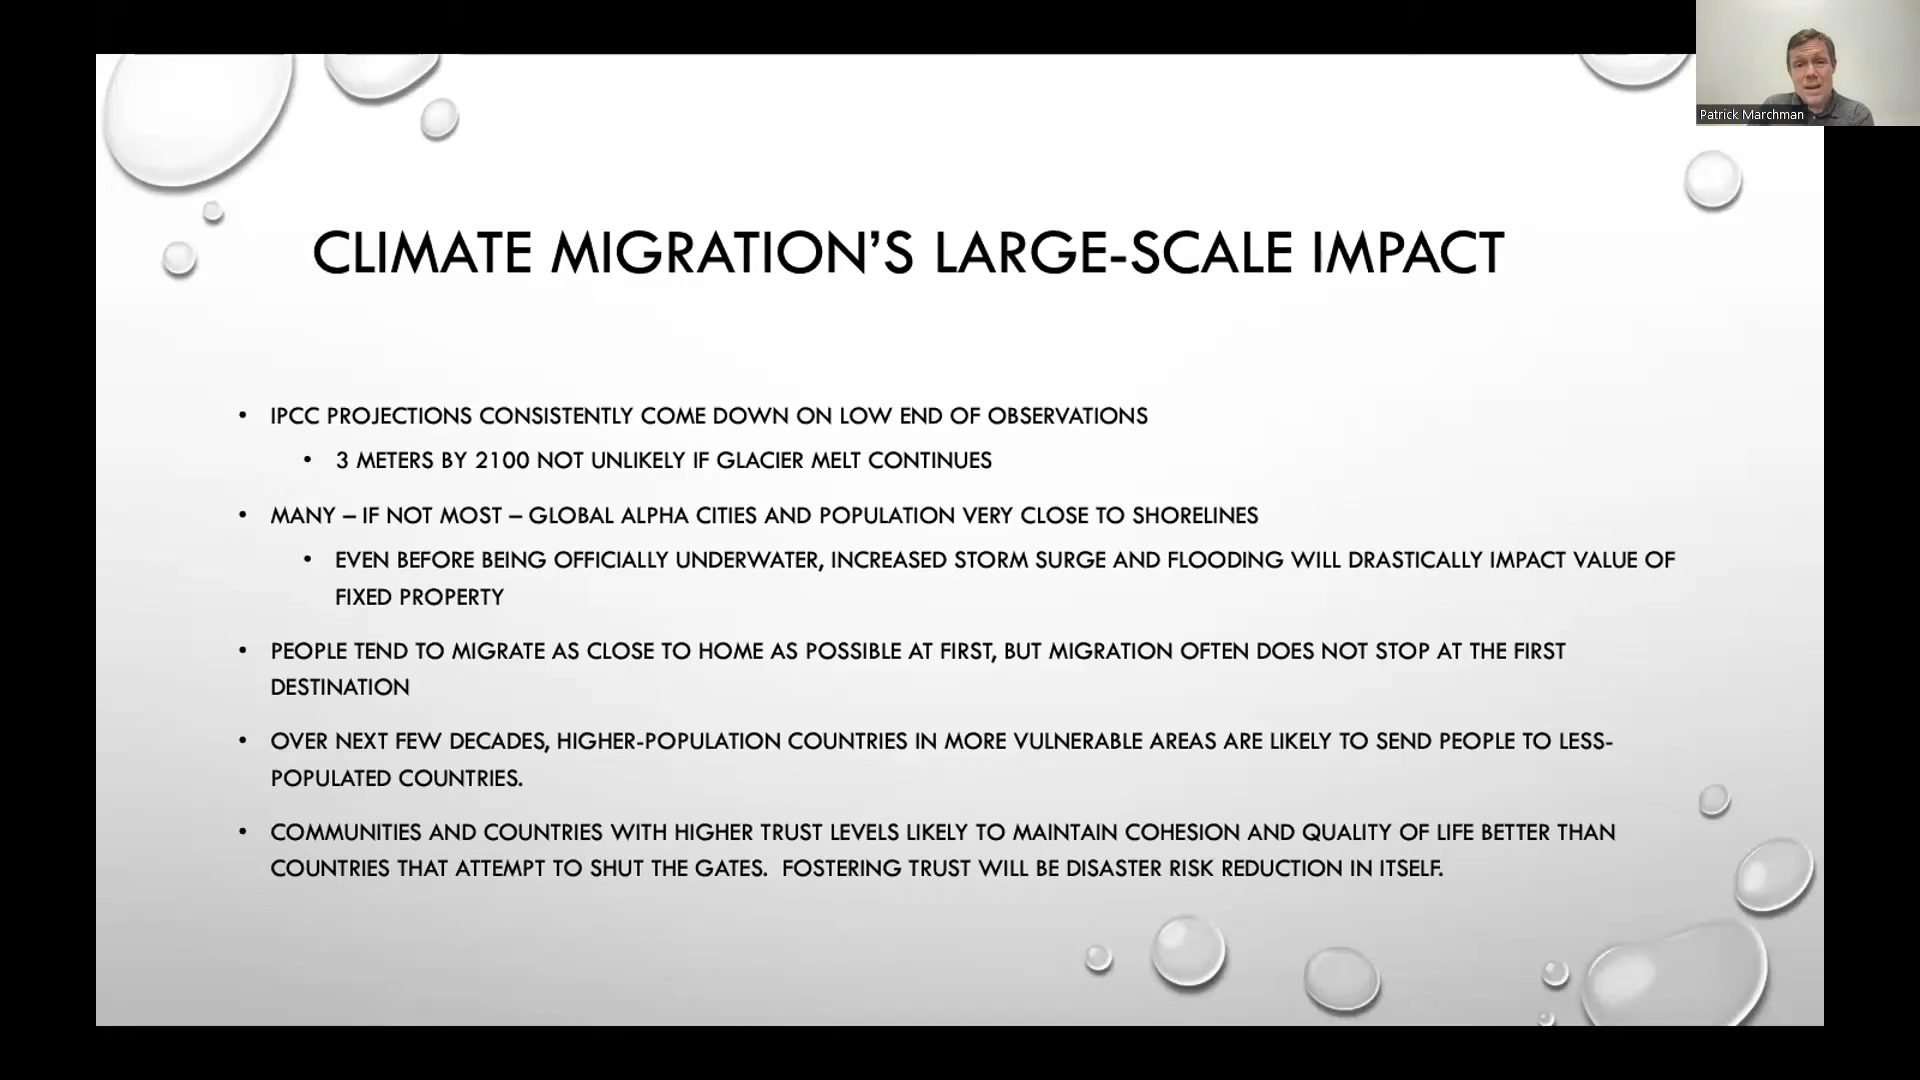 Patrick Marchman
CLIMATE MIGRATION’S LARGE-SCALE IMPACT
• IPCC PROJECTIONS CONSISTENTLY COME DOWN ON LOW END OF OBSERVATIONS
• 3 METERS BY 2100 NOT UNLIKELY IF GLACIER MELT CONTINUES
• MANY – IF NOT MOST – GLOBAL ALPHA CITIES AND POPULATION VERY CLOSE TO SHORELINES
• EVEN BEFORE BEING OFFICIALLY UNDERWATER, INCREASED STORM SURGE AND FLOODING WILL DRASTICALLY IMPACT VALUE OF
FIXED PROPERTY
• PEOPLE TEND TO MIGRATE AS CLOSE TO HOME AS POSSIBLE AT FIRST, BUT MIGRATION OFTEN DOES NOT STOP AT THE FIRST
DESTINATION
• OVER NEXT FEW DECADES, HIGHER-POPULATION COUNTRIES IN MORE VULNERABLE AREAS ARE LIKELY TO SEND PEOPLE TO LESS-
POPULATED COUNTRIES.
• COMMUNITIES AND COUNTRIES WITH HIGHER TRUST LEVELS LIKELY TO MAINTAIN COHESION AND QUALITY OF LIFE BETTER THAN
COUNTRIES THAT ATTEMPT TO SHUT THE GATES.  FOSTERING TRUST WILL BE DISASTER RISK REDUCTION IN ITSELF.